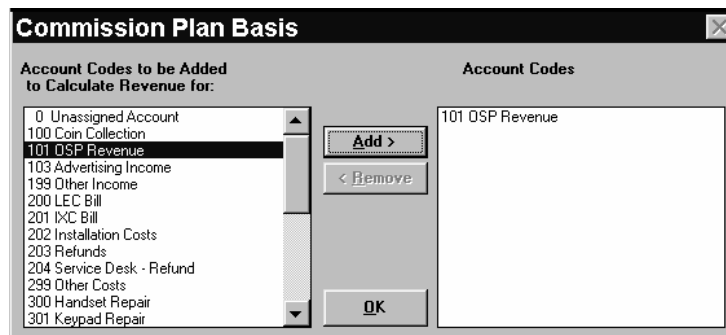 Commission Plan Basis
Account Codes to be Added
to Calculate Revenue for:
Account Codes
0 Unassigned Account
100 Coin Collection
101 OSP Revenue
103 Advertising Income
199 Other Income
200 LEC Bill
201 IXC Bill
202 Installation Costs
203 Refunds
204 Service Desk - Refund
299 Other Costs
300 Handset Repair
301 Keypad Repair
Add >
< Remove
OK
101 OSP Revenue